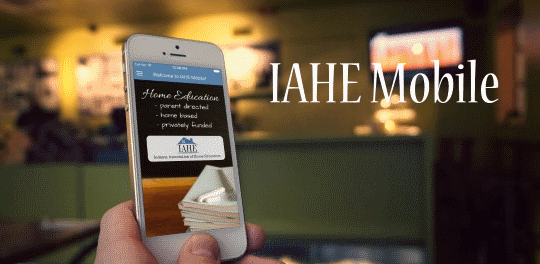 Welcome to IAHE Mobile!
Home Education
- parent directed
- home based
- privately funded
IAHE
Indiana Association of Home Educators
IAHE Mobile